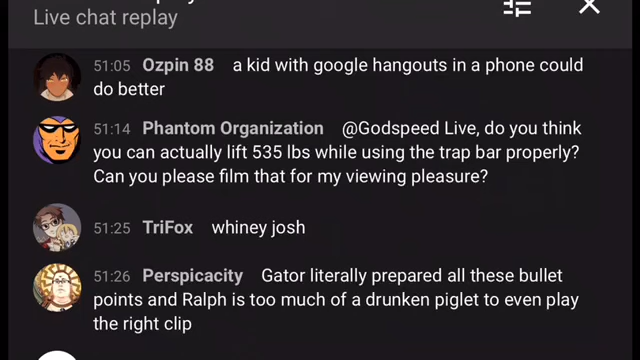 Live chat replay
51:05 Ozpin 88 a kid with google hangouts in a phone could
do better
51:14 Phantom Organization @Godspeed Live, do you think
you can actually lift 535 lbs while using the trap bar properly?
Can you please film that for my viewing pleasure?
51:25 TriFox whiney josh
51:26 Perspicacity Gator literally prepared all these bullet
points and Ralph is too much of a drunken piglet to even play
the right clip